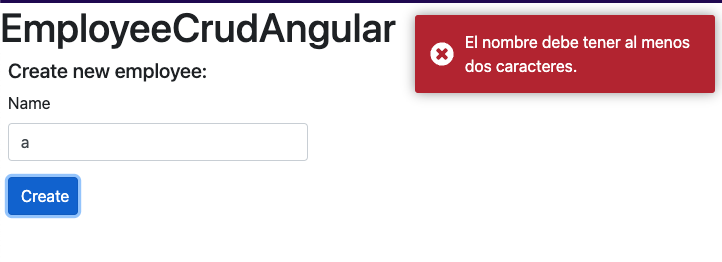 EmployeeCrudAngular
El nombre debe tener al menos
dos caracteres.
Create new employee:
Name
a
Create